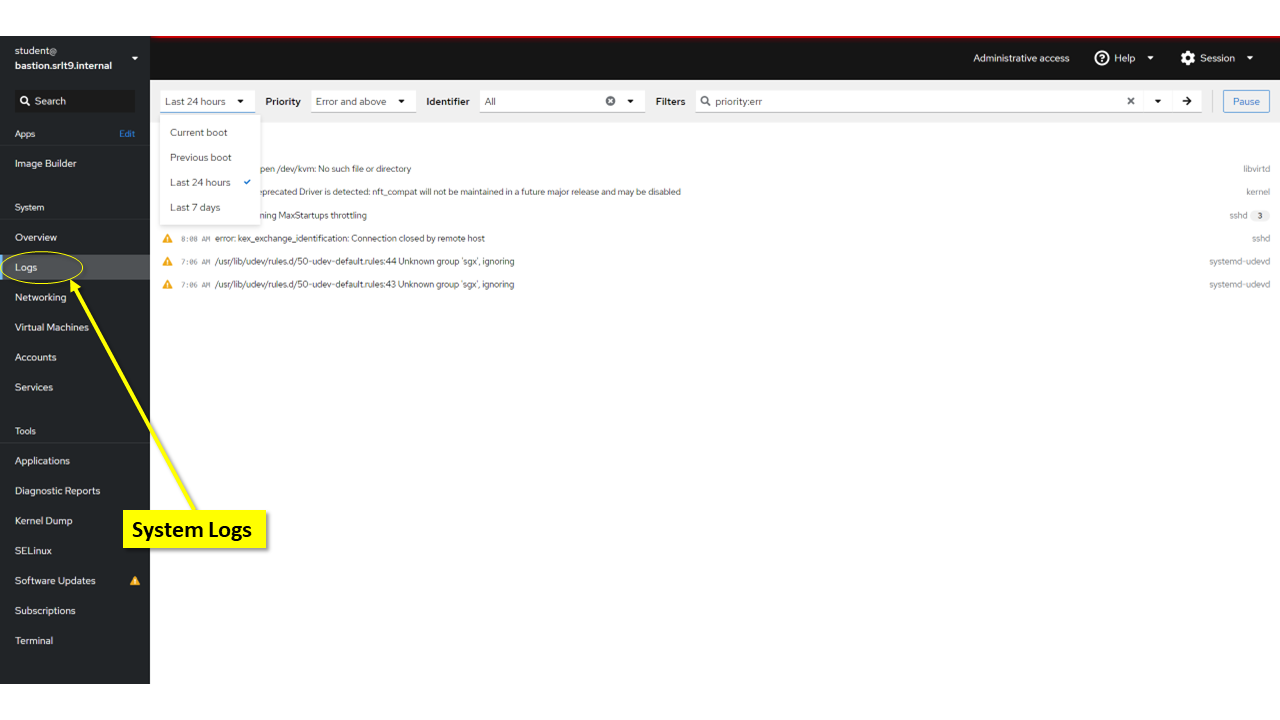 student@
bastion.srlt9.internal
Administrative access
Help
Session
Search
Apps
Edit
Image Builder
System
Overview
Logs
Networking
Virtual Machines
Accounts
Services
Tools
Applications
Diagnostic Reports
Kernel Dump
SELinux
Software Updates
Subscriptions
Terminal
Last 24 hours Priority Error and above Identifier All Filters priority:err Pause
Current boot
Previous boot
Last 24 hours
Last 7 days
pen /dev/kvm: No such file or directory libvirtd
precated Driver is detected: nft_compat will not be maintained in a future major release and may be disabled kernel
ning MaxStartups throttling sshd 3
8:00 AM error: kex_exchange_identification: Connection closed by remote host sshd
7:06 AM /usr/lib/udev/rules.d/50-udev-default.rules:44 Unknown group 'sgx', ignoring systemd-udevd
7:06 AM /usr/lib/udev/rules.d/50-udev-default.rules:43 Unknown group 'sgx', ignoring systemd-udevd
System Logs